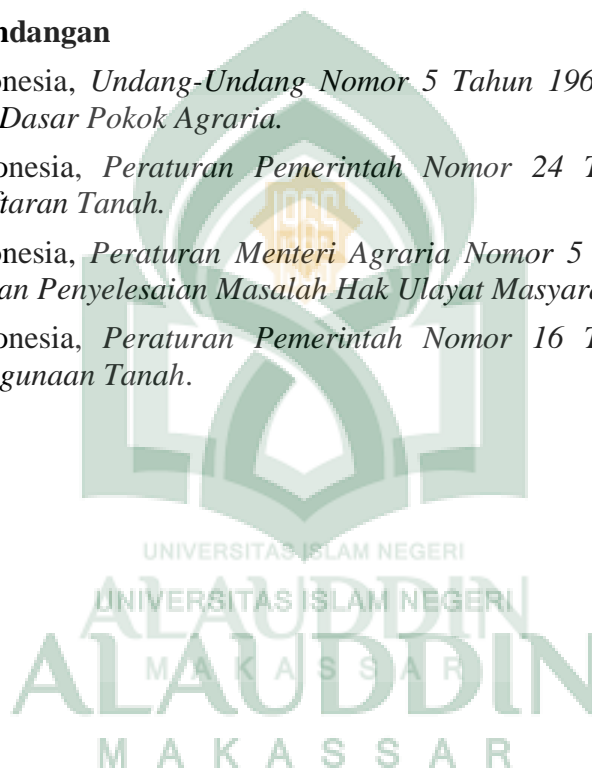 ndangan
onesia, Undang-Undang Nomor 5 Tahun 196
Dasar Pokok Agraria.
onesia, Peraturan Pemerintah Nomor 24 T
ftaran Tanah.
onesia, Peraturan Menteri Agraria Nomor 5
an Penyelesaian Masalah Hak Ulayat Masyara
onesia, Peraturan Pemerintah Nomor 16 T
gunaan Tanah.
1965
UNIVERSITAS ISLAM NEGERI
ALAUDDIN
UNIVERSITAS ISLAM NEGERI
MAKASSAR
ALAUDDIN
MAKASSAR